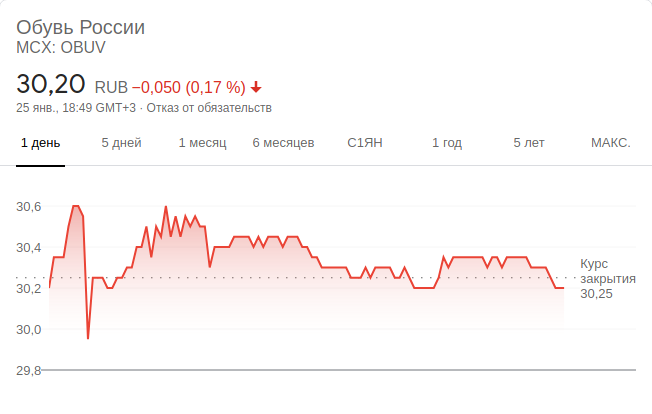 Обувь России
MCX: OBUV
30,20 RUB −0,050 (0,17 %)
25 янв., 18:49 GMT+3 · Отказ от обязательств
1 день 5 дней 1 месяц 6 месяцев С1ЯН 1 год 5 лет МАКС.
30,6
30,4
30,2
30,0
29,8
Курс
закрытия
30,25